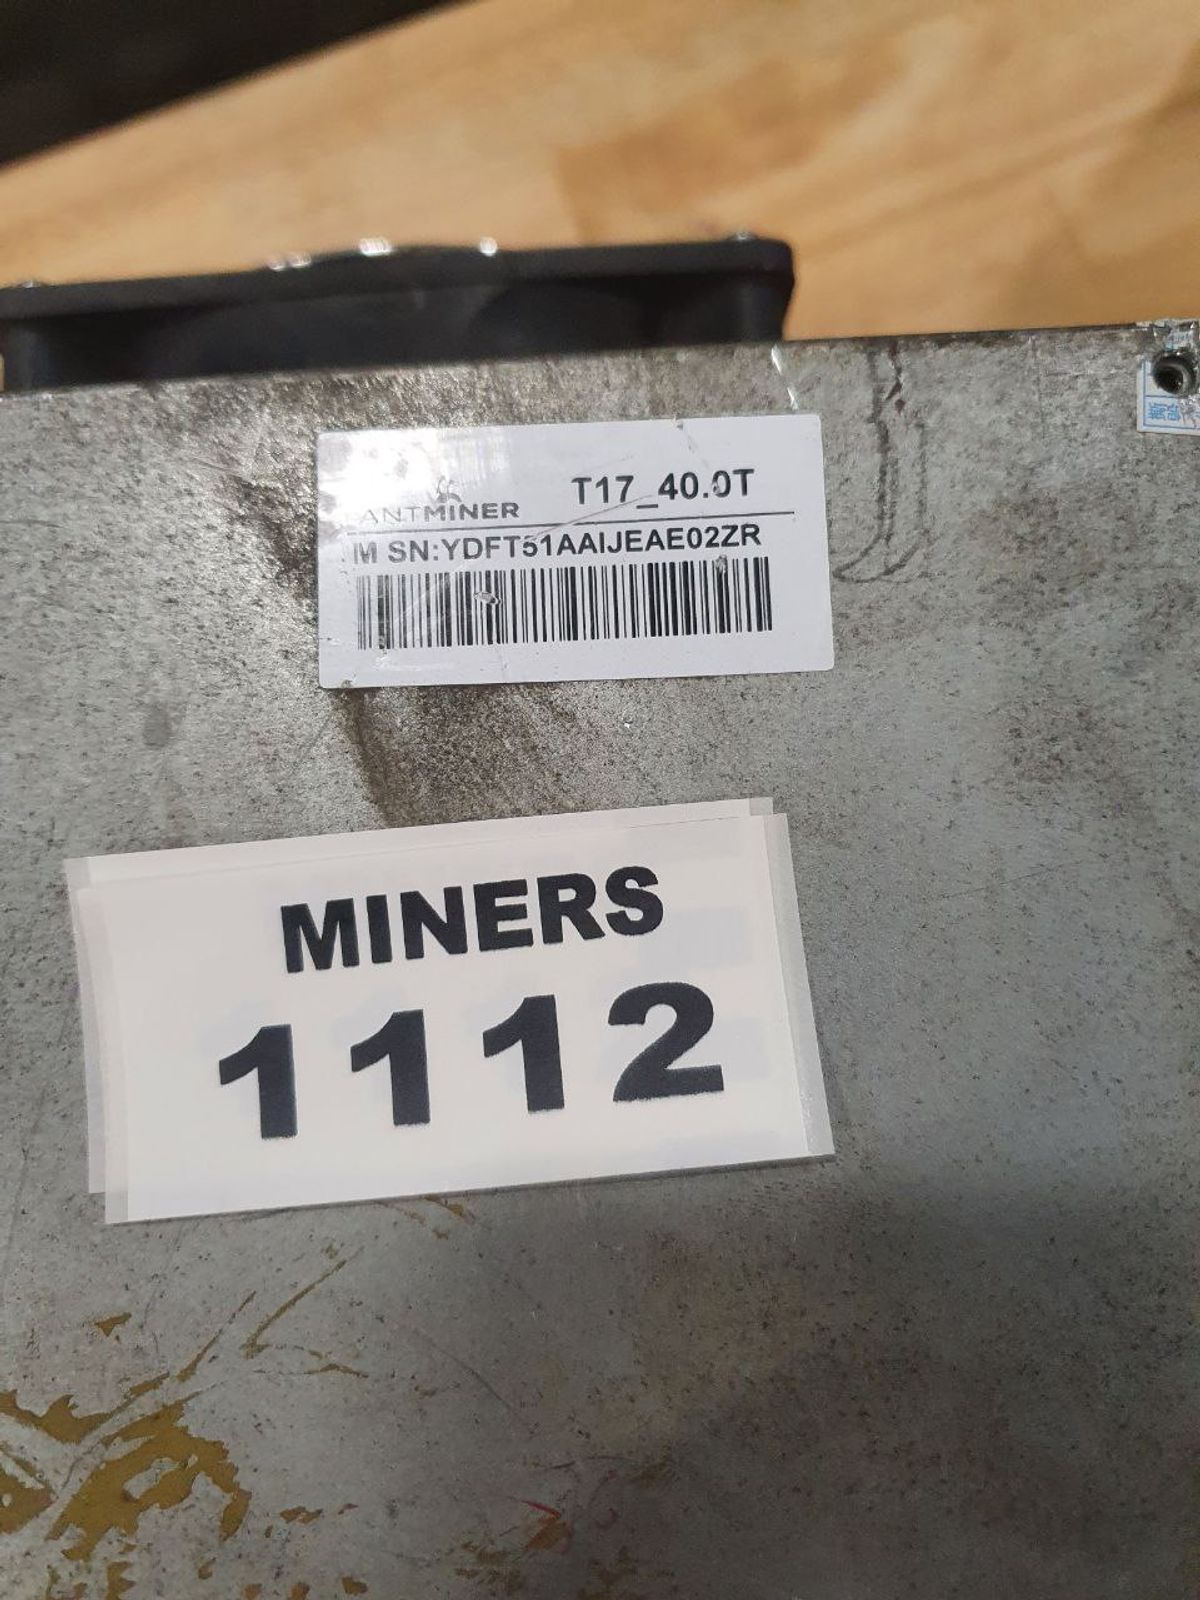 ANTMINER T17_40.0T
M SN:YDFT51AAIJEAE02ZR
MINERS
1112